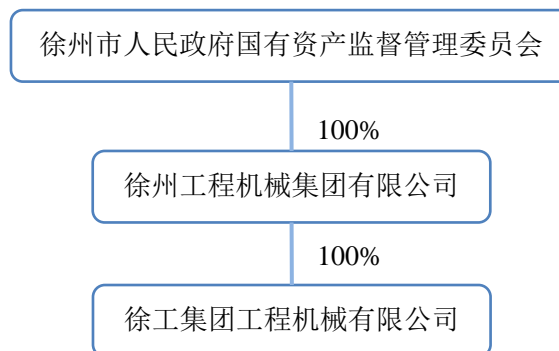 徐州市人民政府国有资产监督管理委员会
100%
徐州工程机械集团有限公司
100%
徐工集团工程机械有限公司